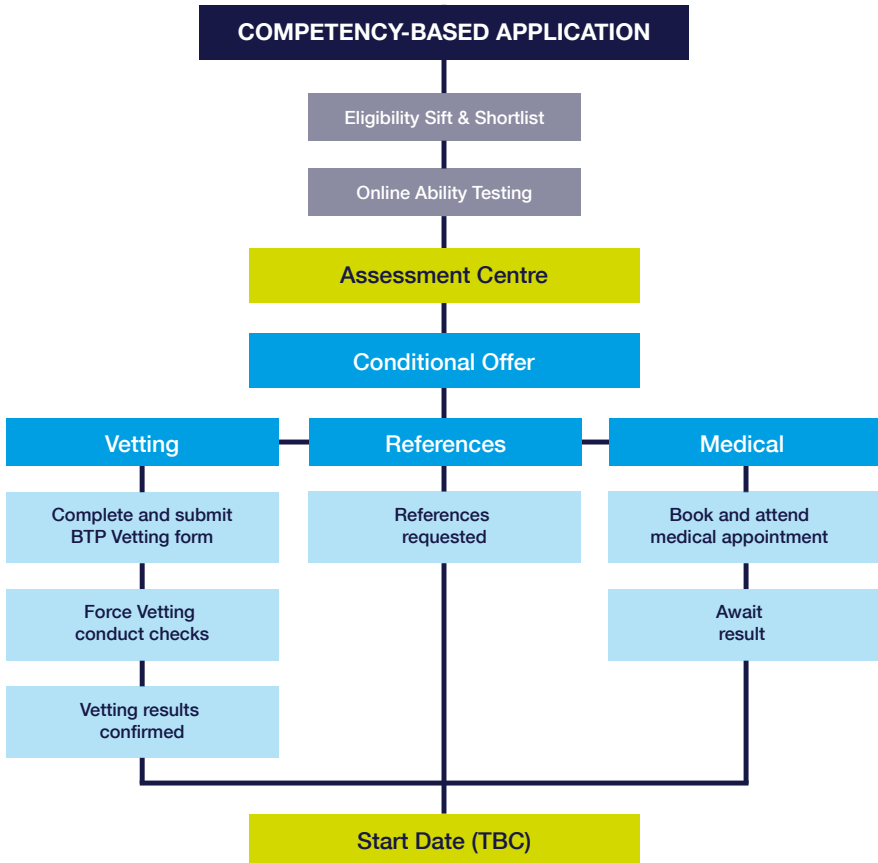 COMPETENCY-BASED APPLICATION
Eligibility Sift & Shortlist
Online Ability Testing
Assessment Centre
Conditional Offer
Vetting
References
Medical
Complete and submit
BTP Vetting form
References
requested
Book and attend
medical appointment
Force Vetting
conduct checks
Await
result
Vetting results
confirmed
Start Date (TBC)